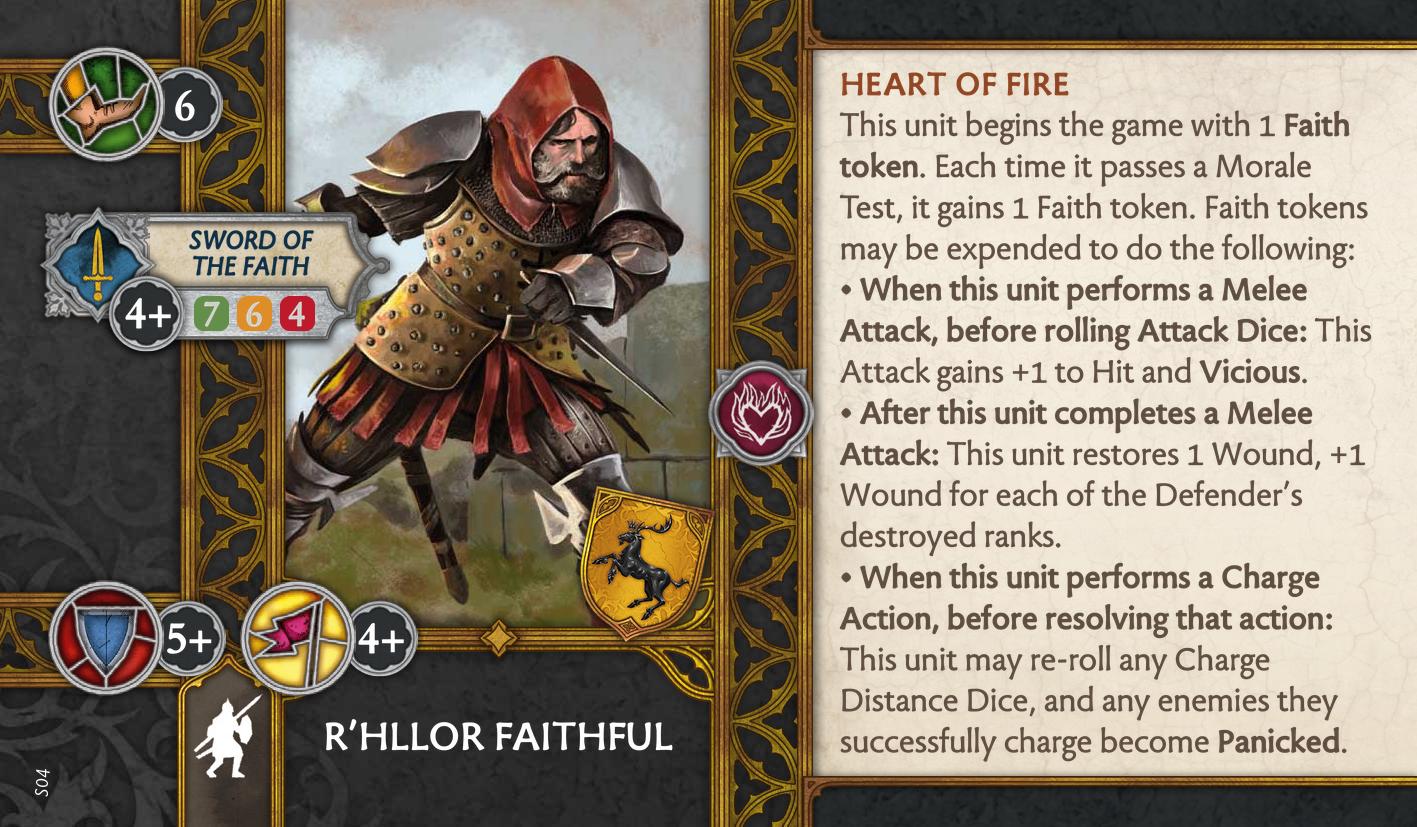 6
SWORD OF
THE FAITH
4+ 7 6 4
5+ 4+
R'HLLOR FAITHFUL
S04
HEART OF FIRE
This unit begins the game with 1 Faith
token. Each time it passes a Morale
Test, it gains 1 Faith token. Faith tokens
may be expended to do the following:
• When this unit performs a Melee
Attack, before rolling Attack Dice: This
Attack gains +1 to Hit and Vicious.
• After this unit completes a Melee
Attack: This unit restores 1 Wound, +1
Wound for each of the Defender's
destroyed ranks.
• When this unit performs a Charge
Action, before resolving that action:
This unit may re-roll any Charge
Distance Dice, and any enemies they
successfully charge become Panicked.